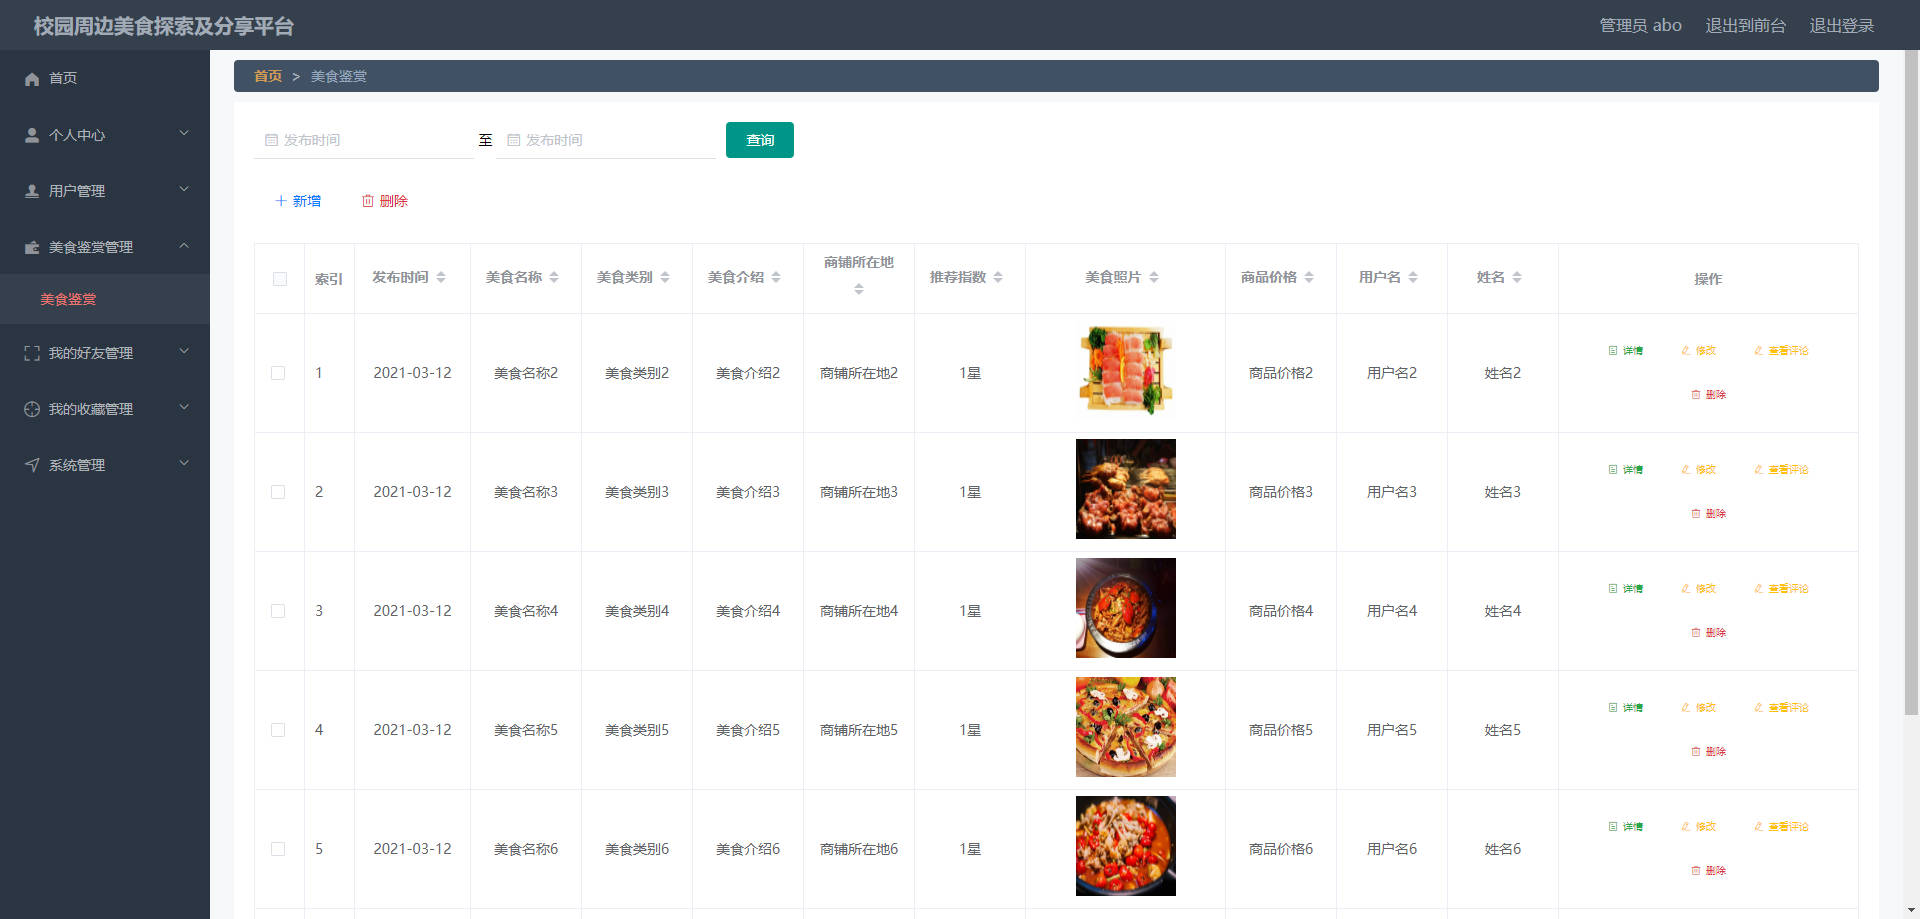 校园周边美食探索及分享平台
管理员 abo 退出到前台 退出登录
首页
个人中心
用户管理
美食鉴赏管理
美食鉴赏
我的好友管理
我的收藏管理
系统管理
首页 > 美食鉴赏
发布时间 至 发布时间 查询
新增 删除
索引 发布时间 美食名称 美食类别 美食介绍 商铺所在地 推荐指数 美食照片 商品价格 用户名 姓名 操作
1 2021-03-12 美食名称2 美食类别2 美食介绍2 商铺所在地2 1星 商品价格2 用户名2 姓名2 详情 修改 查看评论
删除
2 2021-03-12 美食名称3 美食类别3 美食介绍3 商铺所在地3 1星 商品价格3 用户名3 姓名3 详情 修改 查看评论
删除
3 2021-03-12 美食名称4 美食类别4 美食介绍4 商铺所在地4 1星 商品价格4 用户名4 姓名4 详情 修改 查看评论
删除
4 2021-03-12 美食名称5 美食类别5 美食介绍5 商铺所在地5 1星 商品价格5 用户名5 姓名5 详情 修改 查看评论
删除
5 2021-03-12 美食名称6 美食类别6 美食介绍6 商铺所在地6 1星 商品价格6 用户名6 姓名6 详情 修改 查看评论
删除